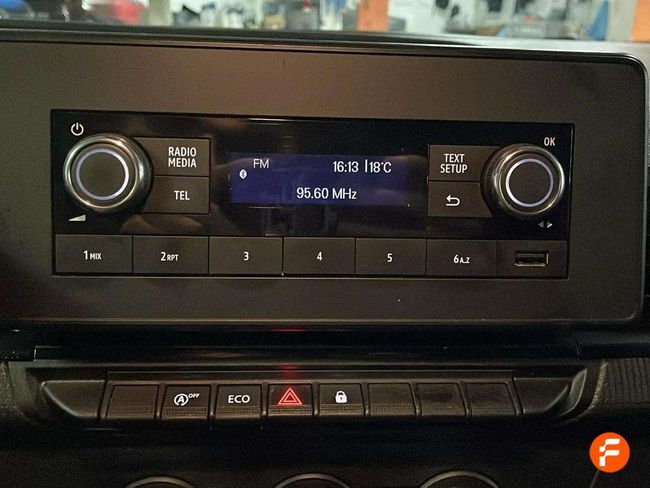 RADIO MEDIA
TEL
FM
16:13 18°C
95.60 MHz
TEXT SETUP
OK
1 MIX
2 RPT
3
4
5
6 A.Z
A OFF
ECO